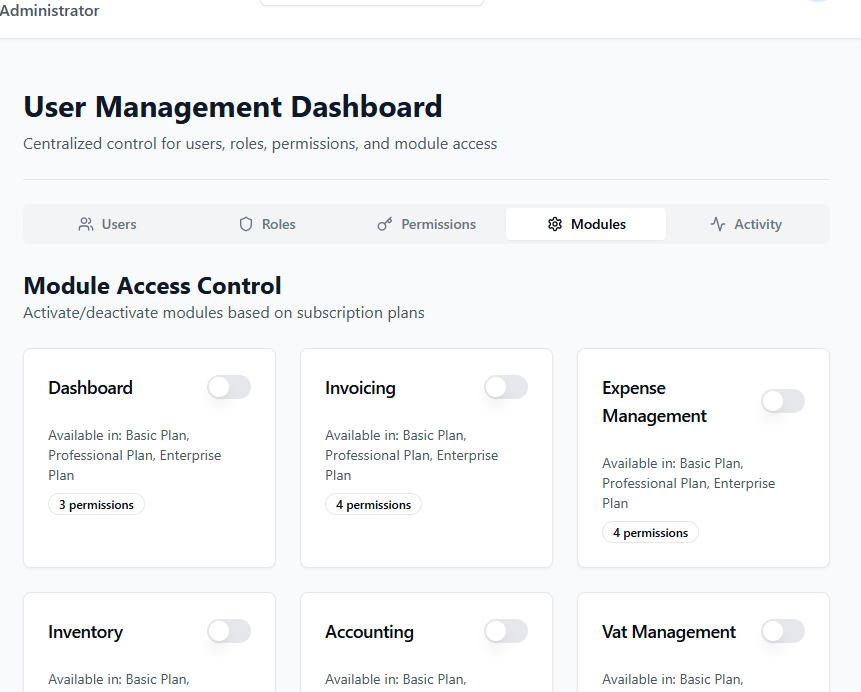 Administrator
User Management Dashboard
Centralized control for users, roles, permissions, and module access
Users
Roles
Permissions
Modules
Activity
Module Access Control
Activate/deactivate modules based on subscription plans
Dashboard
Available in: Basic Plan,
Professional Plan, Enterprise
Plan
3 permissions
Invoicing
Available in: Basic Plan,
Professional Plan, Enterprise
Plan
4 permissions
Expense
Management
Available in: Basic Plan,
Professional Plan, Enterprise
Plan
4 permissions
Inventory
Available in: Basic Plan,
Accounting
Available in: Basic Plan,
Vat Management
Available in: Basic Plan,